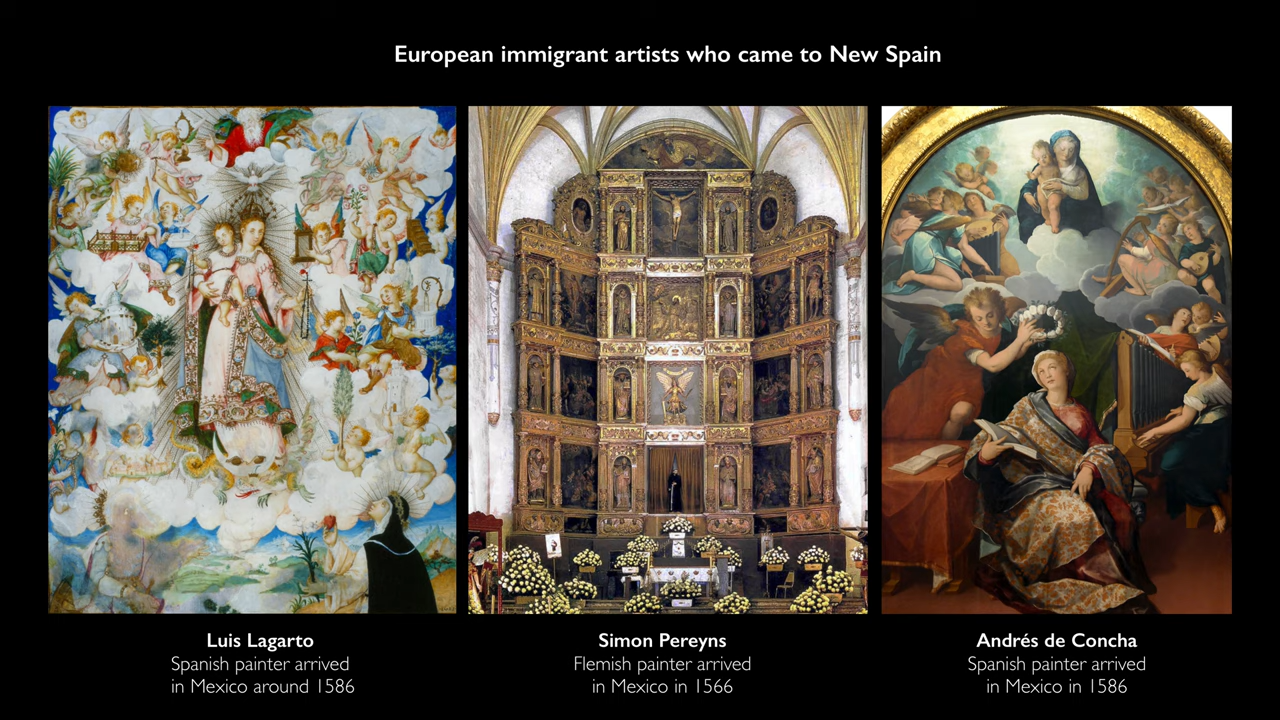 European immigrant artists who came to New Spain
Luis Lagarto
Spanish painter arrived
in Mexico around 1586
Simon Pereyns
Flemish painter arrived
in Mexico in 1566
Andrés de Concha
Spanish painter arrived
in Mexico in 1586